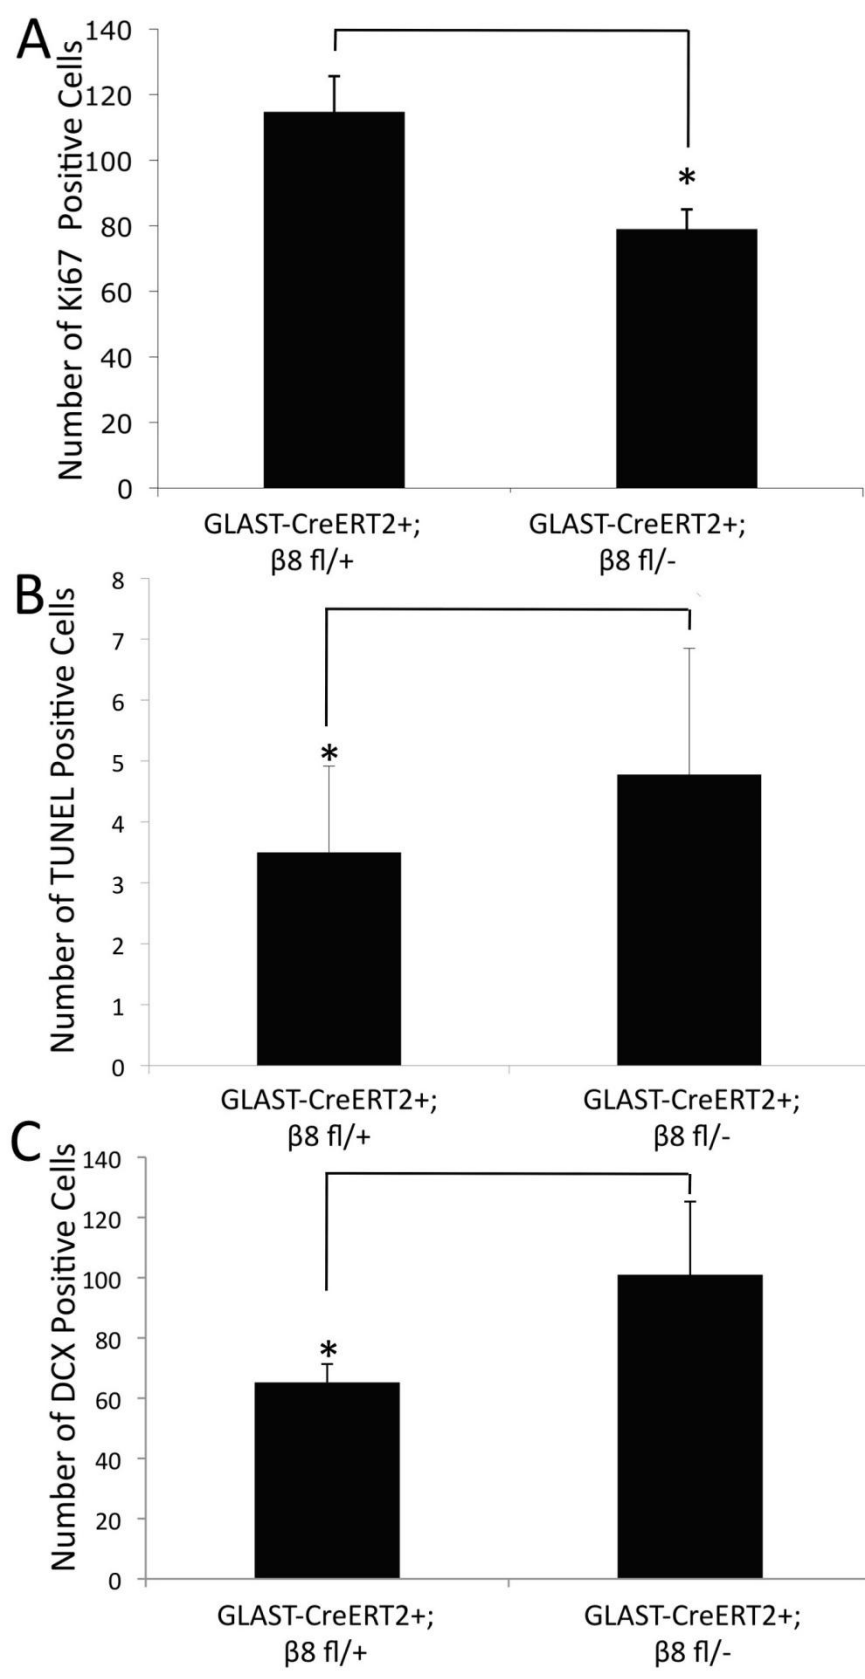 A
Number of Ki67 Positive Cells
140
120
100
80
60
40
20
0
*
GLAST-CreERT2+;
β8 fl/+
GLAST-CreERT2+;
β8 fl/-
B
Number of TUNEL Positive Cells
8
7
6
5
4
3
2
1
0
*
GLAST-CreERT2+;
β8 fl/+
GLAST-CreERT2+;
β8 fl/-
C
Number of DCX Positive Cells
140
120
100
80
60
40
20
0
*
GLAST-CreERT2+;
β8 fl/+
GLAST-CreERT2+;
β8 fl/-